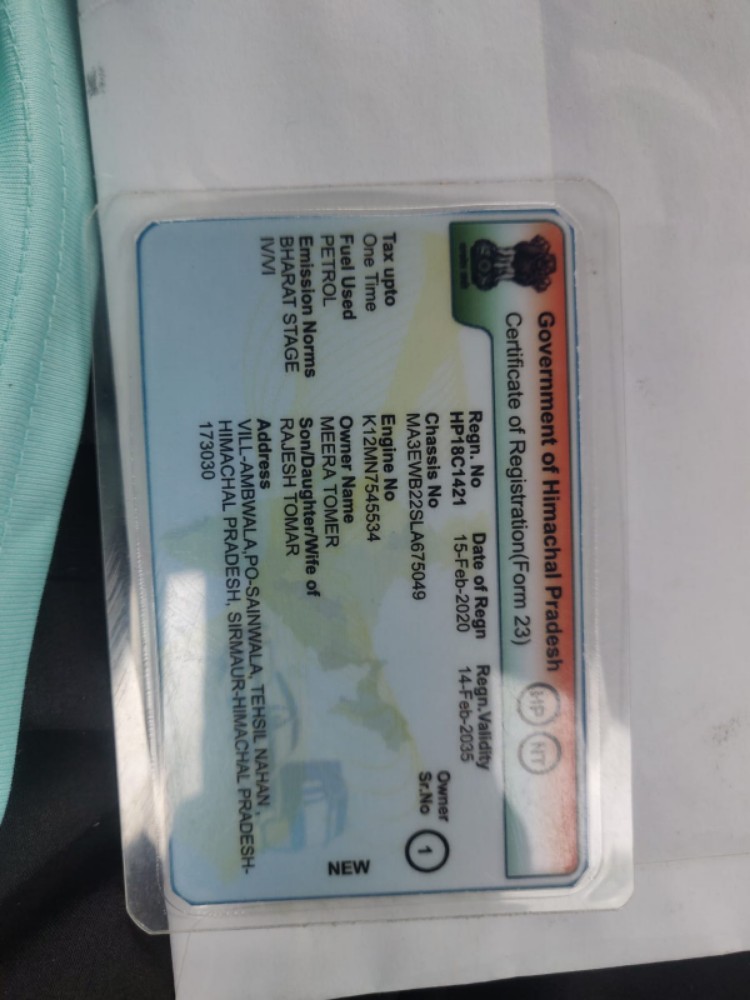 Government of Himachal Pradesh
Certificate of Registration(Form 23)
HP NT
Regn. No Date of Regn Regn.Validity
HP18C1421 15-Feb-2020 14-Feb-2035
Chassis No
MA3EWB22SLA675049
Owner
Sr.No 1
Tax upto
One Time
Engine No
K12MN7545534
Fuel Used
PETROL
Owner Name
MEERA TOMER
NEW
Emission Norms
BHARAT STAGE
IV/VI
Son/Daughter/Wife of
RAJESH TOMAR
Address
VILL-AMBWALA,PO-SAINWALA, TEHSIL NAHAN ,
HIMACHAL PRADESH, SIRMAUR-HIMACHAL PRADESH-
173030